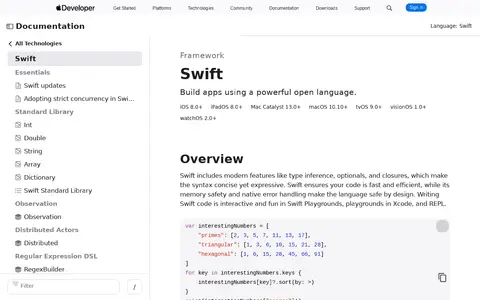 Developer
Get Started
Platforms
Technologies
Community
Documentation
Downloads
Support
Sign In
Documentation
Language: Swift
All Technologies
Swift
Essentials
Swift updates
Adopting strict concurrency in Swi...
Standard Library
Int
Double
String
Array
Dictionary
Swift Standard Library
Observation
Observation
Distributed Actors
Distributed
Regular Expression DSL
RegexBuilder
Filter
/
Framework
Swift
Build apps using a powerful open language.
iOS 8.0+
iPadOS 8.0+
Mac Catalyst 13.0+
macOS 10.10+
tvOS 9.0+
visionOS 1.0+
watchOS 2.0+
Overview
Swift includes modern features like type inference, optionals, and closures, which make
the syntax concise yet expressive. Swift ensures your code is fast and efficient, while its
memory safety and native error handling make the language safe by design. Writing
Swift code is interactive and fun in Swift Playgrounds, playgrounds in Xcode, and REPL.
var interestingNumbers = [
"primes": [2, 3, 5, 7, 11, 13, 17],
"triangular": [1, 3, 6, 10, 15, 21, 28],
"hexagonal": [1, 6, 15, 28, 45, 66, 91]
]
for key in interestingNumbers.keys {
interestingNumbers[key]?.sort(by: >)
}